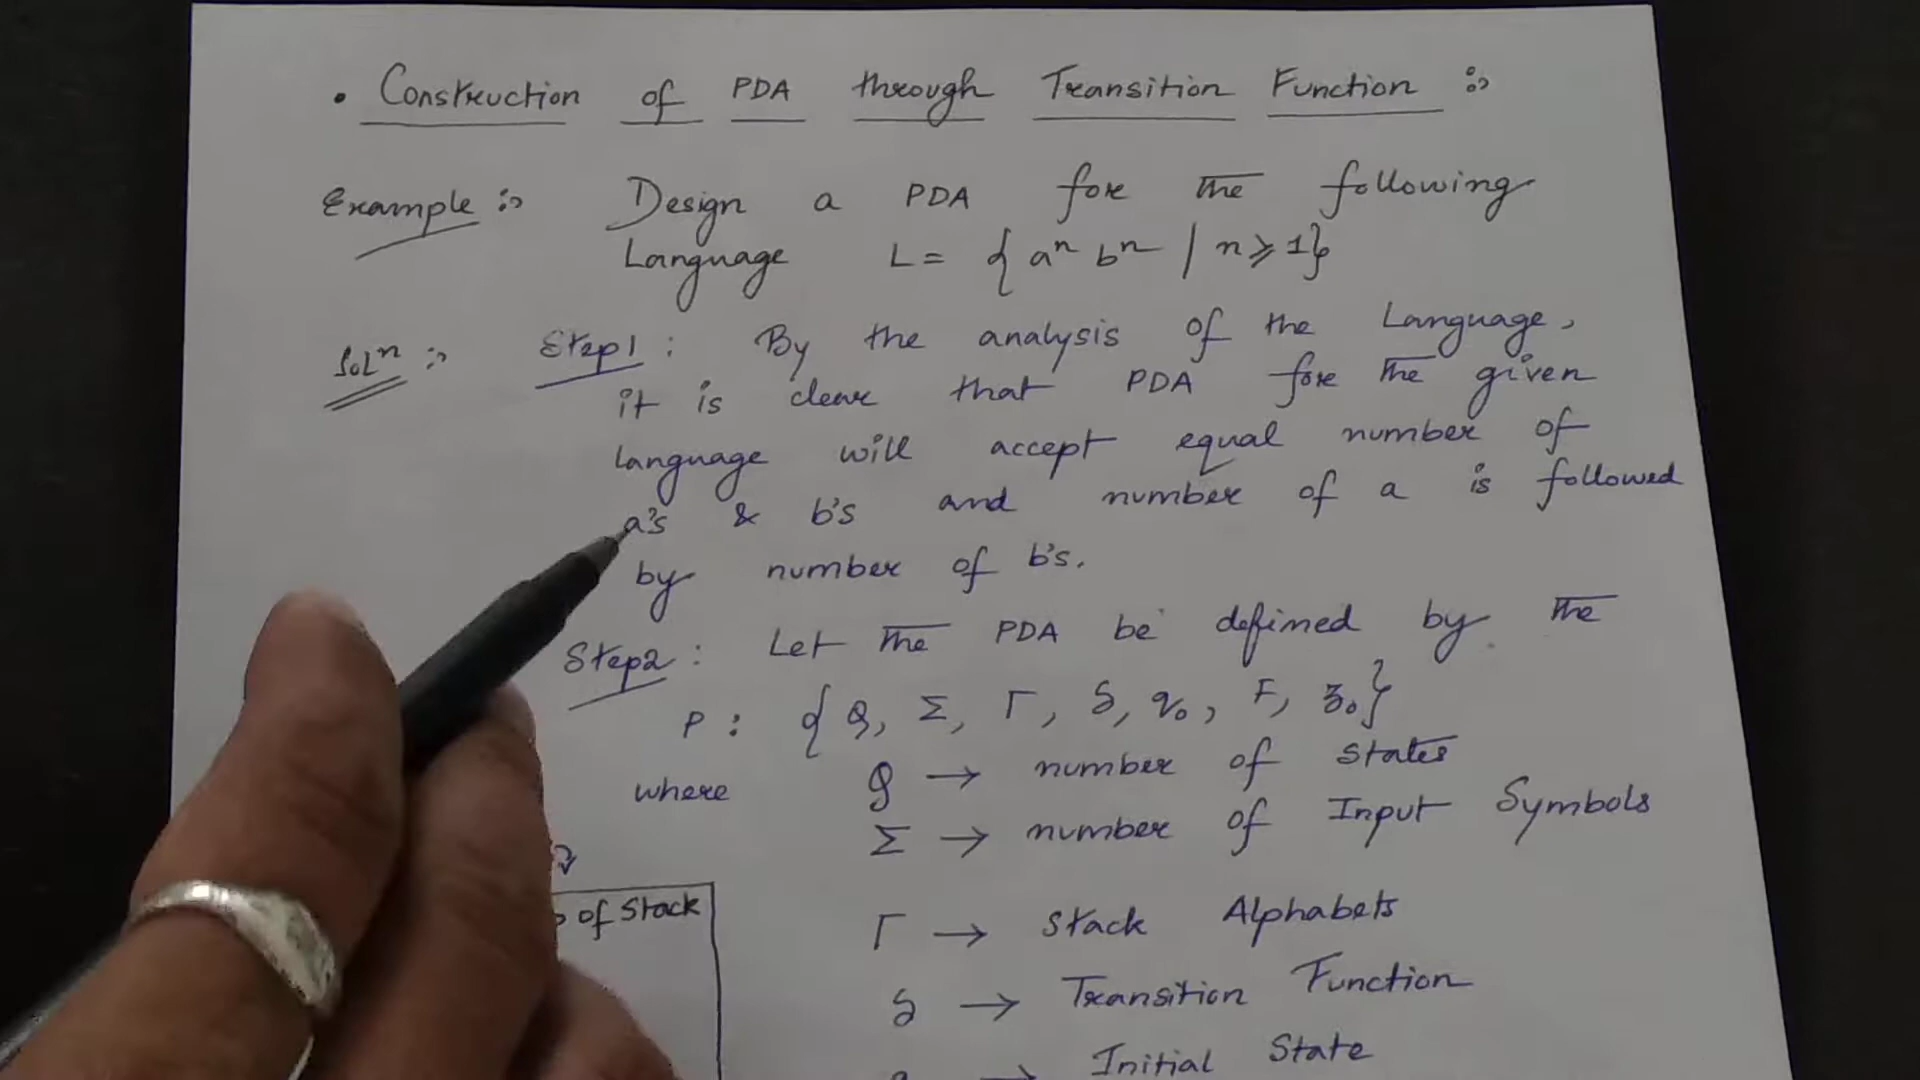 • Construction of PDA through Transition Function :-
Example :- Design a PDA for the following
Language L = { aⁿ bⁿ / n ⩾ 1}
Solⁿ :- Step1 : By the analysis of the Language,
it is clear that PDA for the given
language will accept equal number of
a's & b's and number of a is followed
by number of b's.
Step2 : Let the PDA be defined by the
P : { Q, Σ, Γ, δ, q₀, F, z₀}
where Q → number of states
Σ → number of Input Symbols
of Stack
Γ → Stack Alphabets
δ → Transition Function
→ Initial State